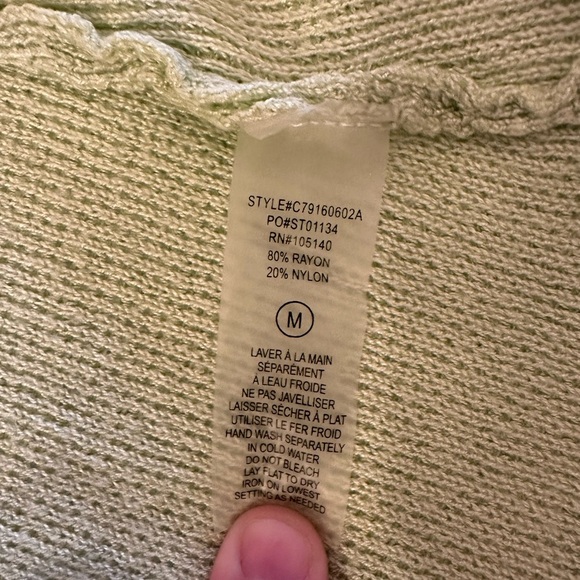 STYLE#C79160602A
PO#ST01134
RN#105140
80% RAYON
20% NYLON
M
LAVER À LA MAIN
SÉPARÉMENT
À LEAU FROIDE
NE PAS JAVELLISER
LAISSER SÈCHER À PLAT
UTILISER LE FER FROID
HAND WASH SEPARATELY
IN COLD WATER
DO NOT BLEACH
LAY FLAT TO DRY
IRON ON LOWEST
SETTING AS NEEDED